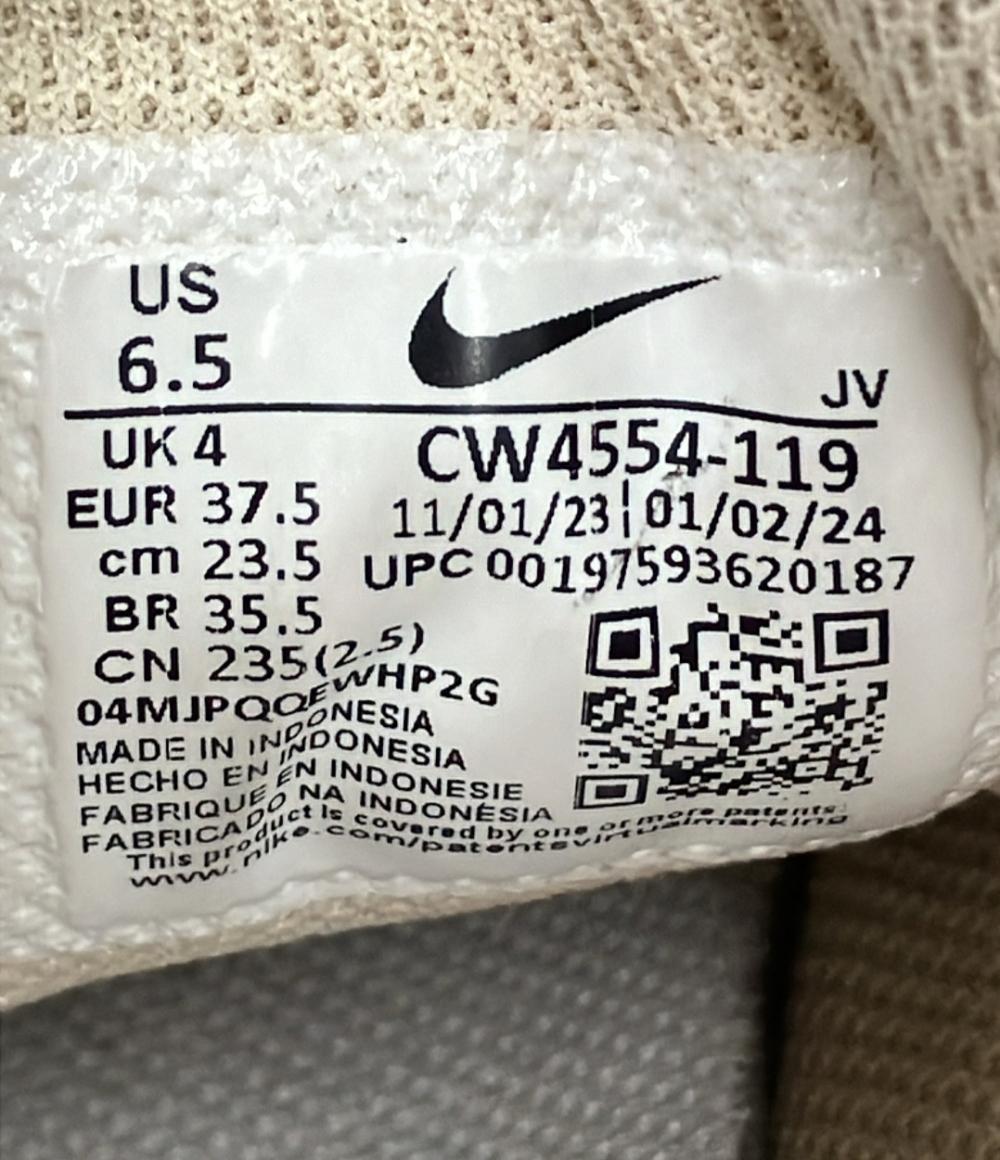 US
6.5
JV
UK 4
EUR 37.5
cm 23.5
BR 35.5
CN 235(2.5)
CW4554-119
11/01/23|01/02/24
UPC 00197593620187
04MJPQQEWHP2G
MADE IN INDONESIA
HECHO EN INDONESIA
FABRIQUE EN INDONESIE
FABRICADO NA INDONÉSIA
This product is covered by one or more patents:
www.nike.com/patentsvirtualmarking